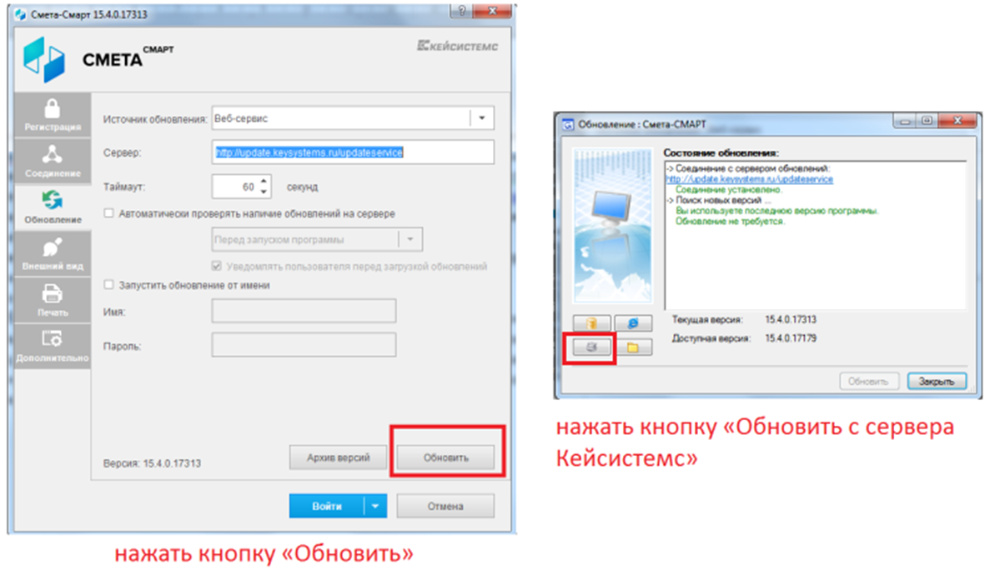 Смета-Смарт 15.4.0.17313
СМЕТА СМАРТ
КЕЙСИСТЕМС
Регистрация
Соединение
Обновление
Внешний вид
Печать
Дополнительно
Источник обновления: Веб-сервис
Сервер: http://update.keysystems.ru/updateservice
Таймаут: 60 секунд
Автоматически проверять наличие обновлений на сервере
Перед запуском программы
Уведомлять пользователя перед загрузкой обновлений
Запустить обновление от имени
Имя:
Пароль:
Версия: 15.4.0.17313
Архив версий
Обновить
Войти
Отмена
нажать кнопку «Обновить»
Обновление : Смета-СМАРТ
Состояние обновления:
-> Соединение с сервером обновлений:
http://update.keysystems.ru/updateservice
Соединение установлено.
-> Поиск новых версий ...
Вы используете последнюю версию программы.
Обновление не требуется.
Текущая версия: 15.4.0.17313
Доступная версия: 15.4.0.17179
Обновить
Закрыть
нажать кнопку «Обновить с сервера
Кейсистемс»